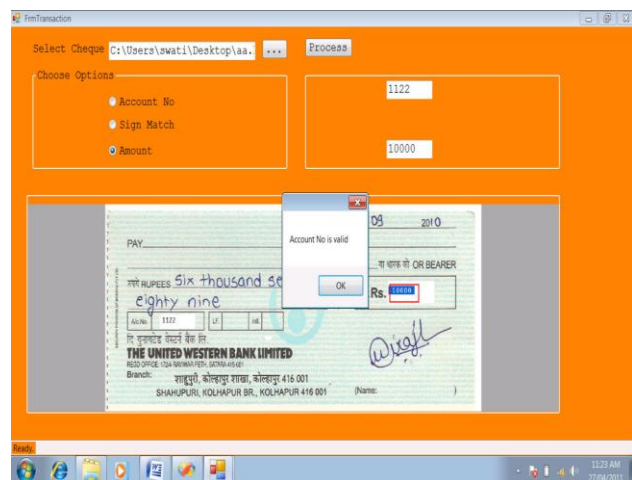 FrmTransaction
Select Cheque C:\Users\swati\Desktop\aa. ... Process
Choose Options
Account No
Sign Match
Amount
1122
10000
Account No is valid
OK
09 2010
PAY
या धारक को OR BEARER
रुपये RUPEES Six thousand se
eighty nine
Rs. 10000
A/c.No. 1122 L.F.
दि युनायटेड वेस्टर्न बँक लि.
THE UNITED WESTERN BANK LIMITED
Branch: शाहुपुरी, कोल्हापुर शाखा, कोल्हापुर 416 001
SHAHUPURI, KOLHAPUR BR., KOLHAPUR 416 001 (Name: )
Ready.
11:23 AM
27/04/2011